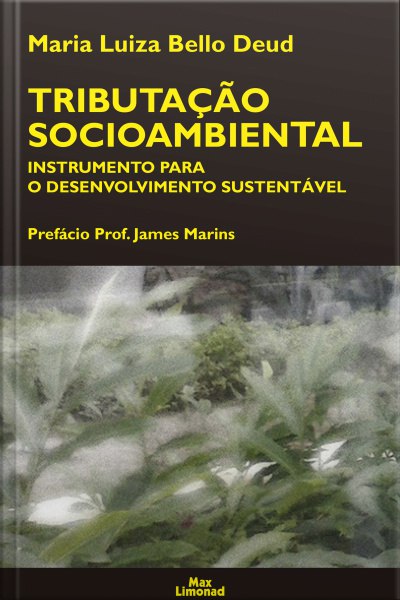 Maria Luiza Bello Deud
TRIBUTAÇÃO
SOCIOAMBIENTAL
INSTRUMENTO PARA
O DESENVOLVIMENTO SUSTENTÁVEL
Prefácio Prof. James Marins
Max
Limonad